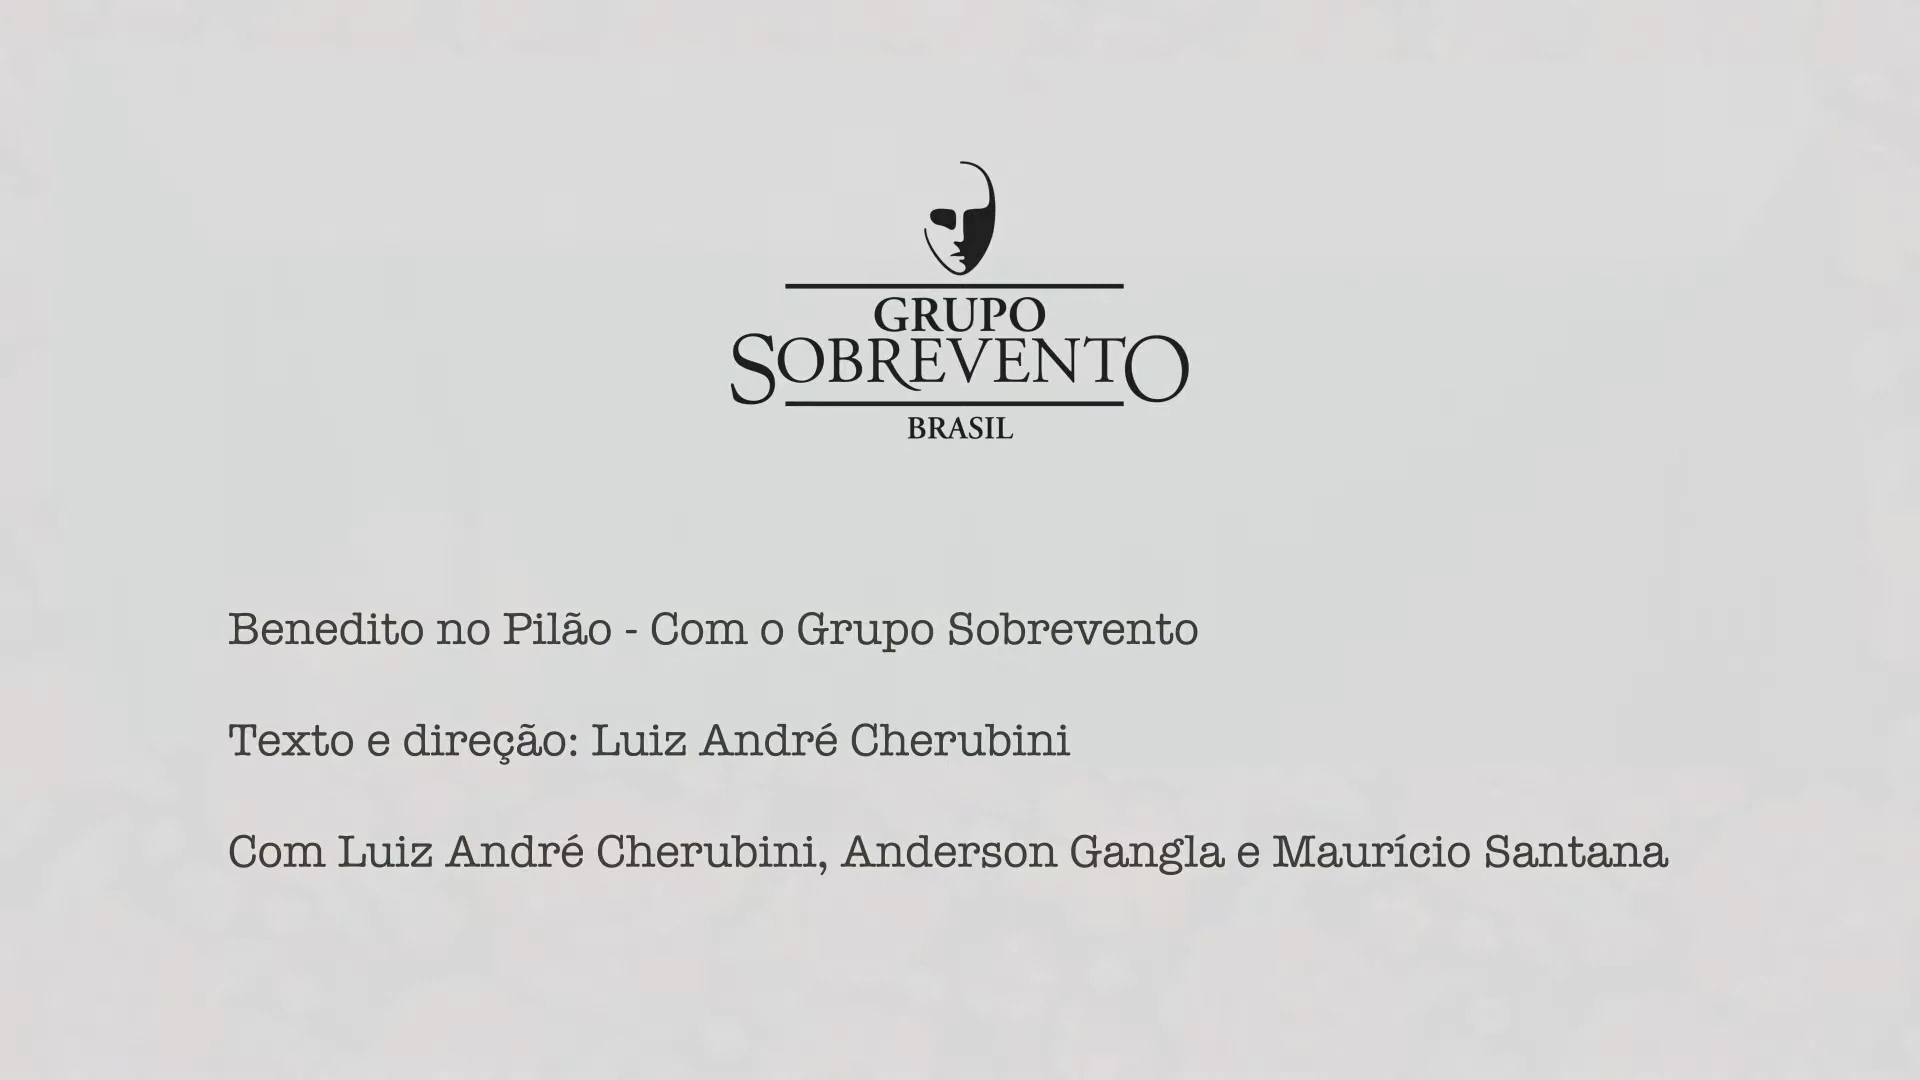 GRUPO
SOBREVENTO
BRASIL
Benedito no Pilão - Com o Grupo Sobrevento
Texto e direção: Luiz André Cherubini
Com Luiz André Cherubini, Anderson Gangla e Maurício Santana